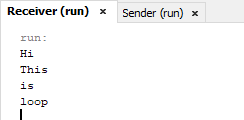 Receiver (run) × Sender (run) ×
run:
Hi
This
is
loop